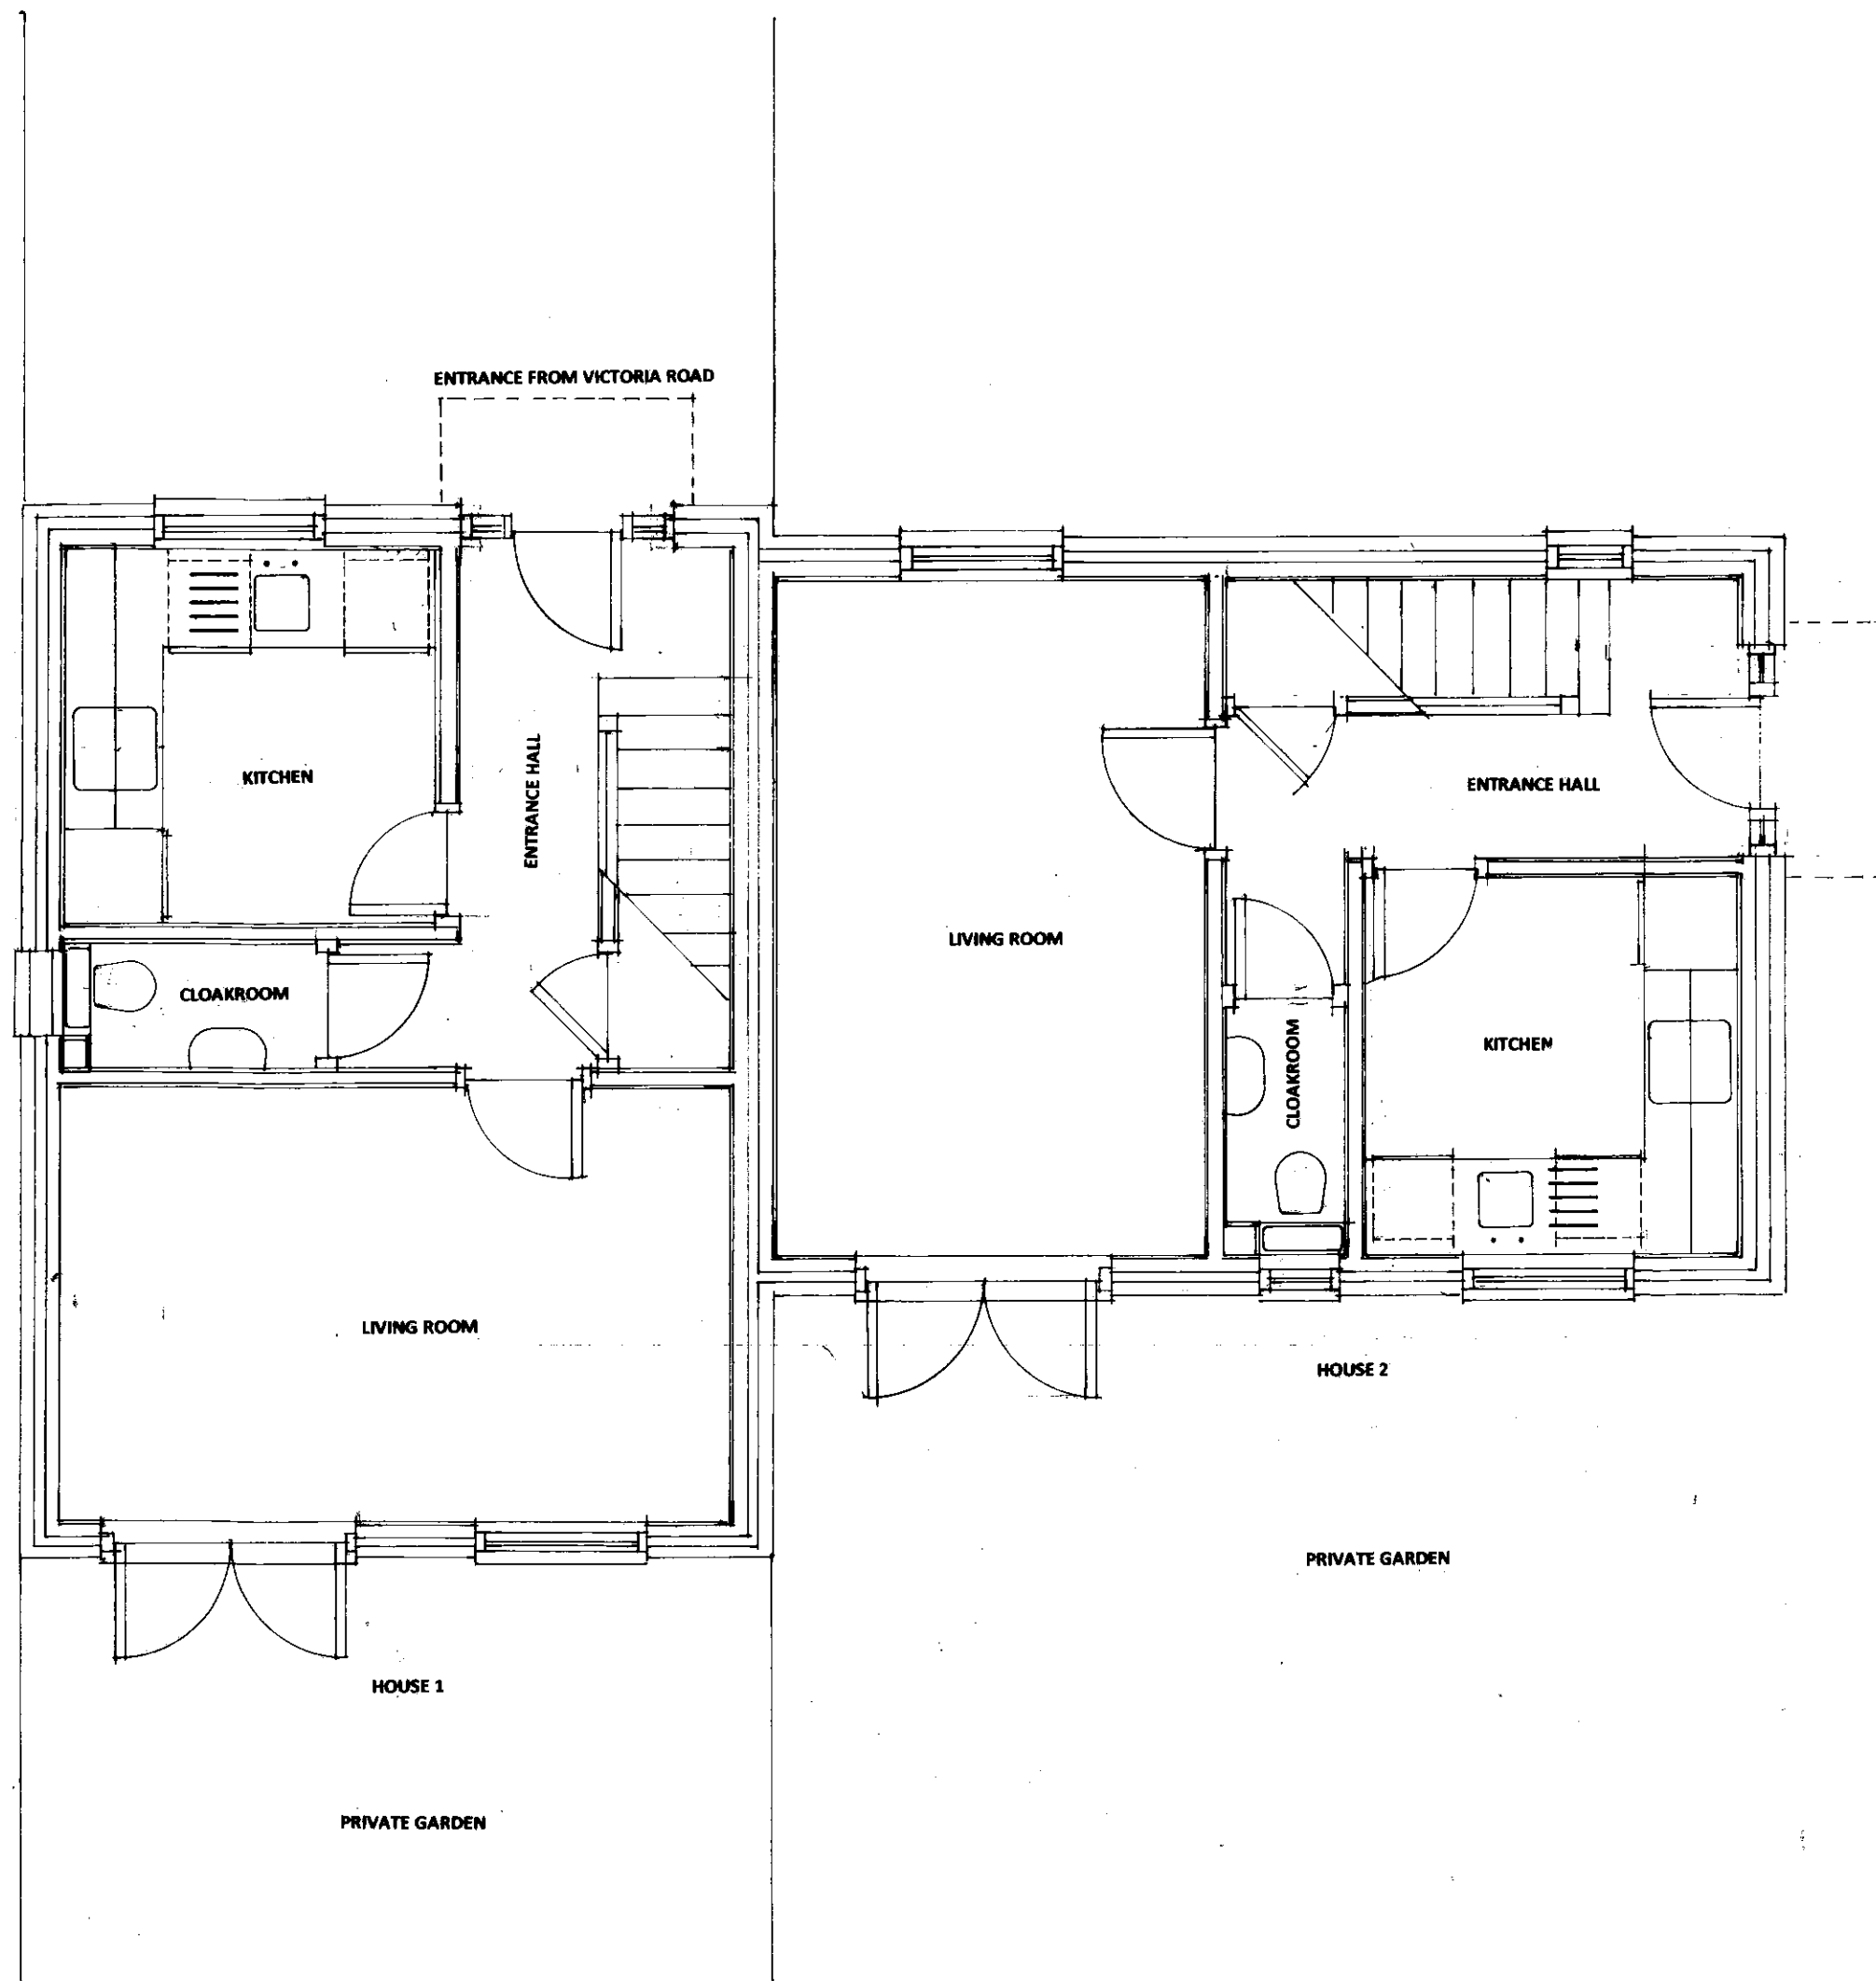 ENTRANCE FROM VICTORIA ROAD
KITCHEN
ENTRANCE HALL
CLOAKROOM
LIVING ROOM
HOUSE 1
PRIVATE GARDEN
LIVING ROOM
ENTRANCE HALL
CLOAKROOM
KITCHEN
HOUSE 2
PRIVATE GARDEN